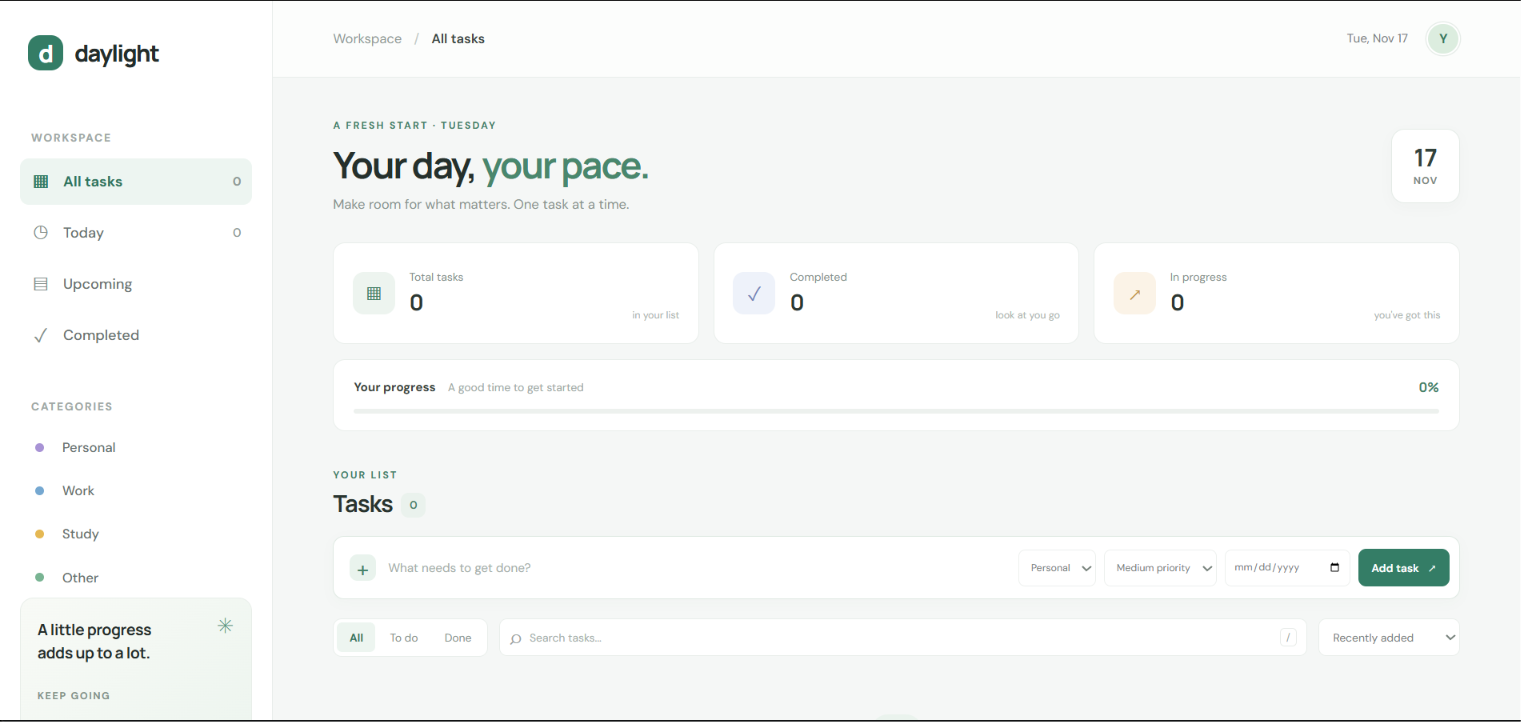 d daylight
WORKSPACE
All tasks 0
Today 0
Upcoming
Completed
CATEGORIES
Personal
Work
Study
Other
A little progress
adds up to a lot.
KEEP GOING
Workspace / All tasks
Tue, Nov 17 Y
A FRESH START · TUESDAY
Your day, your pace.
Make room for what matters. One task at a time.
17
NOV
Total tasks
0
in your list
Completed
0
look at you go
In progress
0
you've got this
Your progress A good time to get started 0%
YOUR LIST
Tasks 0
+ What needs to get done? Personal Medium priority mm/dd/yyyy Add task ↗
All To do Done Search tasks... / Recently added